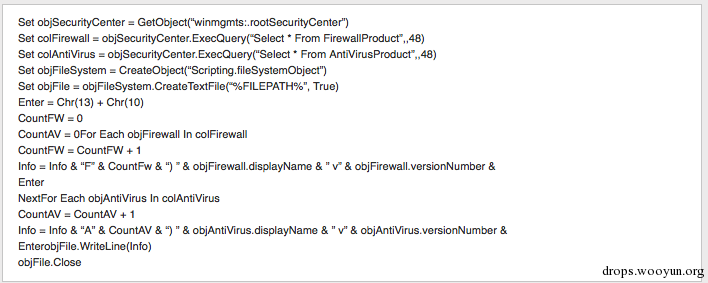 Set objSecurityCenter = GetObject(“winmgmts:.rootSecurityCenter”)
Set colFirewall = objSecurityCenter.ExecQuery(“Select * From FirewallProduct”,,48)
Set colAntiVirus = objSecurityCenter.ExecQuery(“Select * From AntiVirusProduct”,,48)
Set objFileSystem = CreateObject(“Scripting.fileSystemObject”)
Set objFile = objFileSystem.CreateTextFile(“%FILEPATH%”, True)
Enter = Chr(13) + Chr(10)
CountFW = 0
CountAV = 0For Each objFirewall In colFirewall
CountFW = CountFW + 1
Info = Info & “F” & CountFw & “) ” & objFirewall.displayName & ” v” & objFirewall.versionNumber &
Enter
NextFor Each objAntiVirus In colAntiVirus
CountAV = CountAV + 1
Info = Info & “A” & CountAV & “) ” & objAntiVirus.displayName & ” v” & objAntiVirus.versionNumber &
EnterobjFile.WriteLine(Info)
objFile.Close
drops.wooyun.org